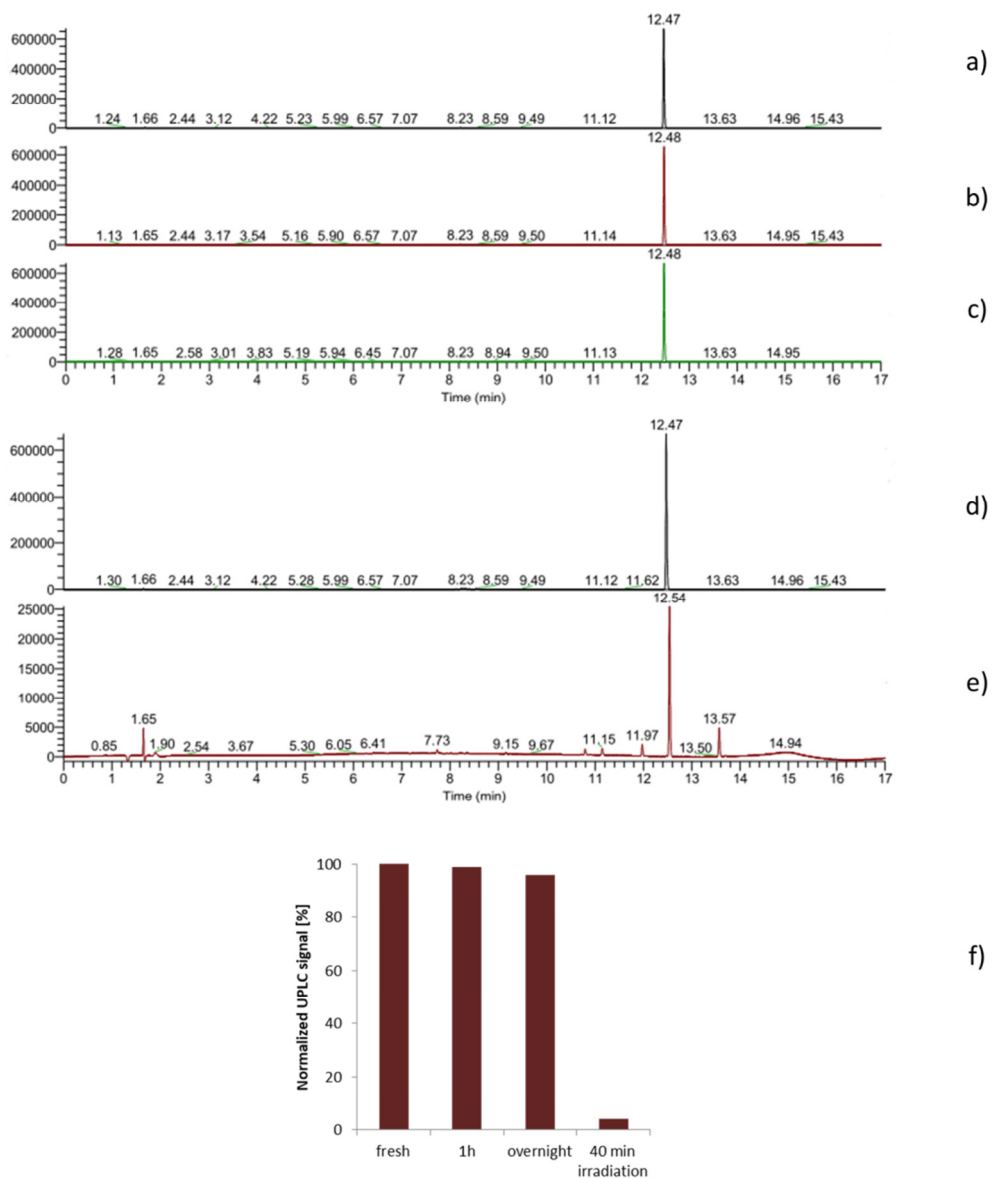 12.47
600000
400000
200000
0
1.24 1.66 2.44 3.12 4.22 5.23 5.99 6.57 7.07 8.23 8.59 9.49 11.12 13.63 14.96 15.43
a)
12.48
600000
400000
200000
0
1.13 1.65 2.44 3.17 3.54 5.16 5.90 6.57 7.07 8.23 8.59 9.50 11.14 13.63 14.95 15.43
b)
12.48
600000
400000
200000
0
1.28 1.65 2.58 3.01 3.83 5.19 5.94 6.45 7.07 8.23 8.94 9.50 11.13 13.63 14.95
c)
0 1 2 3 4 5 6 7 8 9 10 11 12 13 14 15 16 17
Time (min)
12.47
600000
400000
200000
0
1.30 1.66 2.44 3.12 4.22 5.28 5.99 6.57 7.07 8.23 8.59 9.49 11.12 11.62 13.63 14.96 15.43
d)
12.54
25000
20000
15000
10000
5000
0
0.85 1.65 1.90 2.54 3.67 5.30 6.05 6.41 7.73 9.15 9.67 11.15 11.97 13.50 13.57 14.94
e)
0 1 2 3 4 5 6 7 8 9 10 11 12 13 14 15 16 17
Time (min)
Normalized UPLC signal [%]
100
80
60
40
20
0
fresh 1h overnight 40 min
irradiation
f)